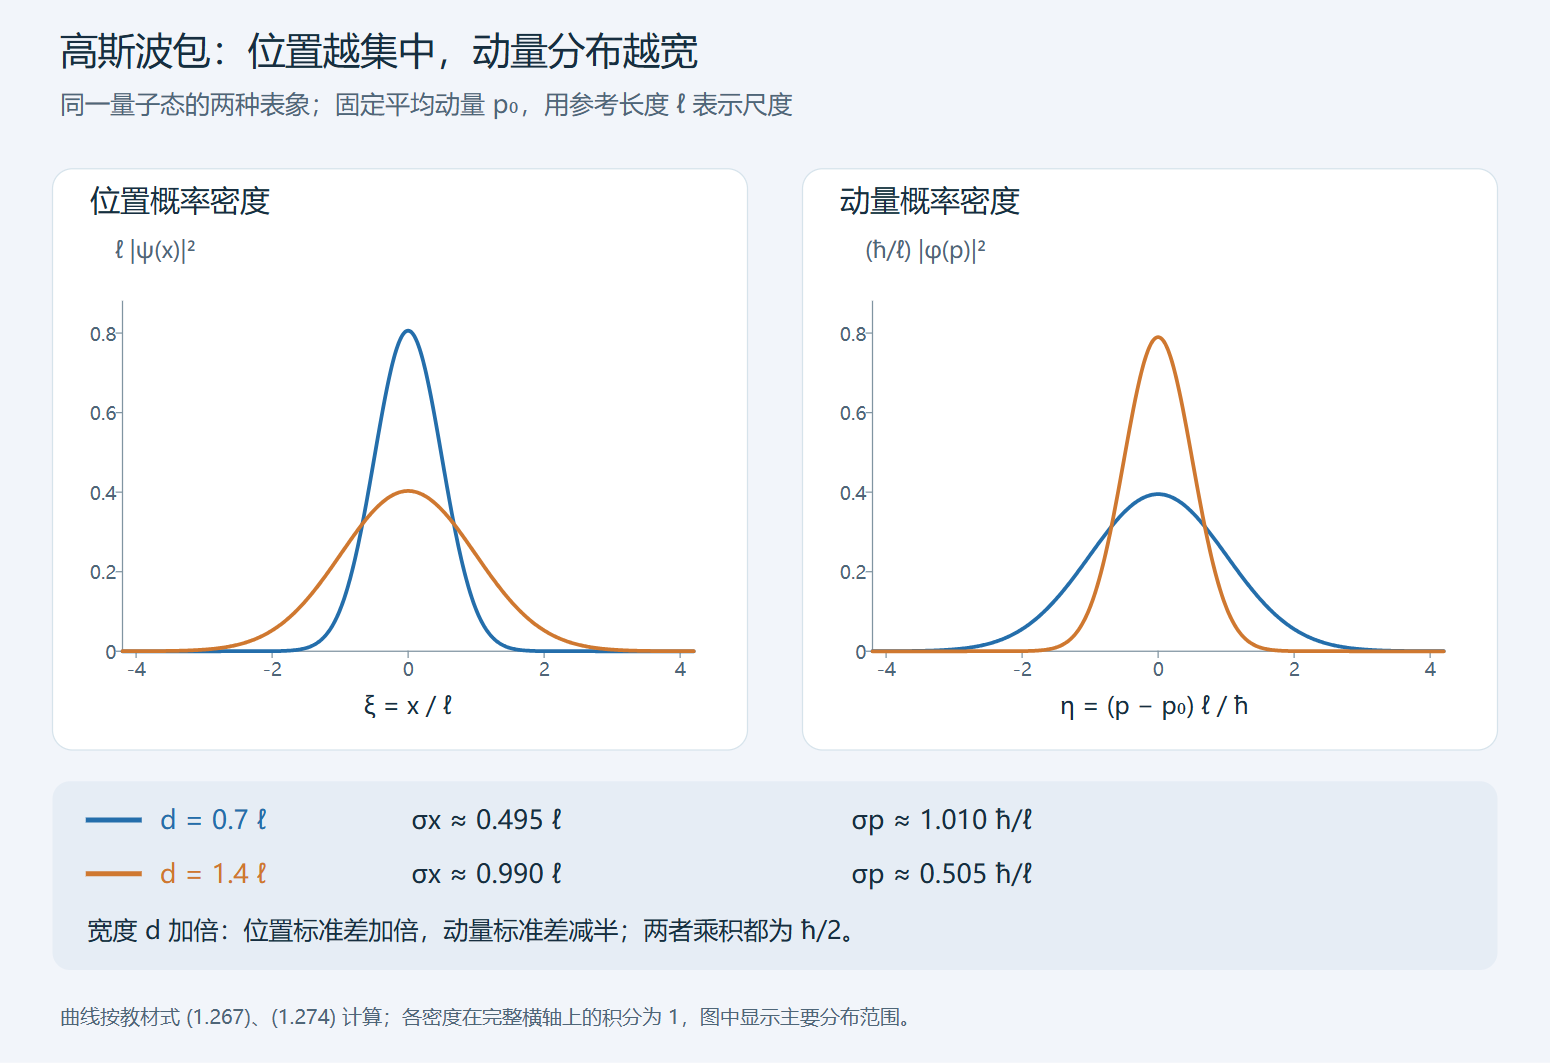 高斯波包：位置越集中，动量分布越宽
同一量子态的两种表象；固定平均动量 p₀，用参考长度 ℓ 表示尺度
位置概率密度
ℓ |ψ(x)|²
0.8
0.6
0.4
0.2
0
-4
-2
0
2
4
ξ = x / ℓ
动量概率密度
(ħ/ℓ) |φ(p)|²
0.8
0.6
0.4
0.2
0
-4
-2
0
2
4
η = (p − p₀) ℓ / ħ
d = 0.7 ℓ
σx ≈ 0.495 ℓ
σp ≈ 1.010 ħ/ℓ
d = 1.4 ℓ
σx ≈ 0.990 ℓ
σp ≈ 0.505 ħ/ℓ
宽度 d 加倍：位置标准差加倍，动量标准差减半；两者乘积都为 ħ/2。
曲线按教材式 (1.267)、(1.274) 计算；各密度在完整横轴上的积分为 1，图中显示主要分布范围。